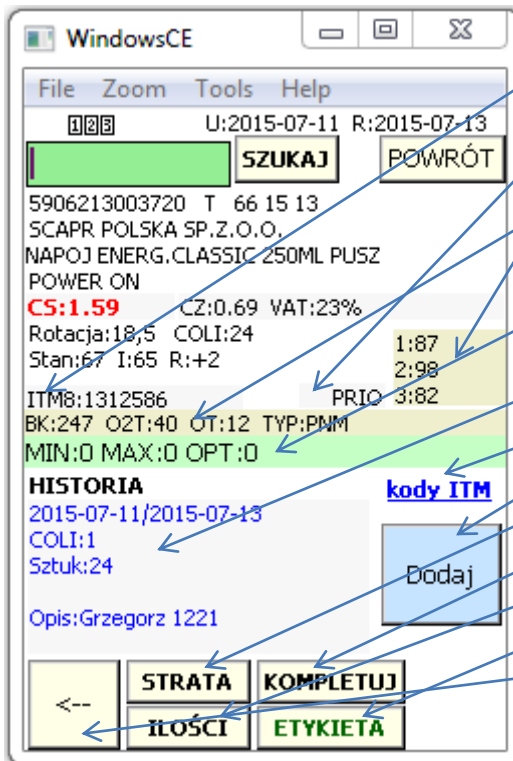 WindowsCE
File Zoom Tools Help
123 U:2015-07-11 R:2015-07-13
SZUKAJ POWRÓT
5906213003720 T 66 15 13
SCAPR POLSKA SP.Z.O.O.
NAPOJ ENERG.CLASSIC 250ML PUSZ
POWER ON
CS:1.59 CZ:0.69 VAT:23%
Rotacja:18,5 COLI:24
Stan:67 I:65 R:+2
1:87
2:98
ITM8:1312586 PRIO 3:82
BK:247 O2T:40 OT:12 TYP:PNM
MIN:0 MAX:0 OPT:0
HISTORIA kody ITM
2015-07-11/2015-07-13
COLI:1
Sztuk:24
Dodaj
Opis:Grzegorz 1221
<-- STRATA KOMPLETUJ
ILOŚCI ETYKIETA